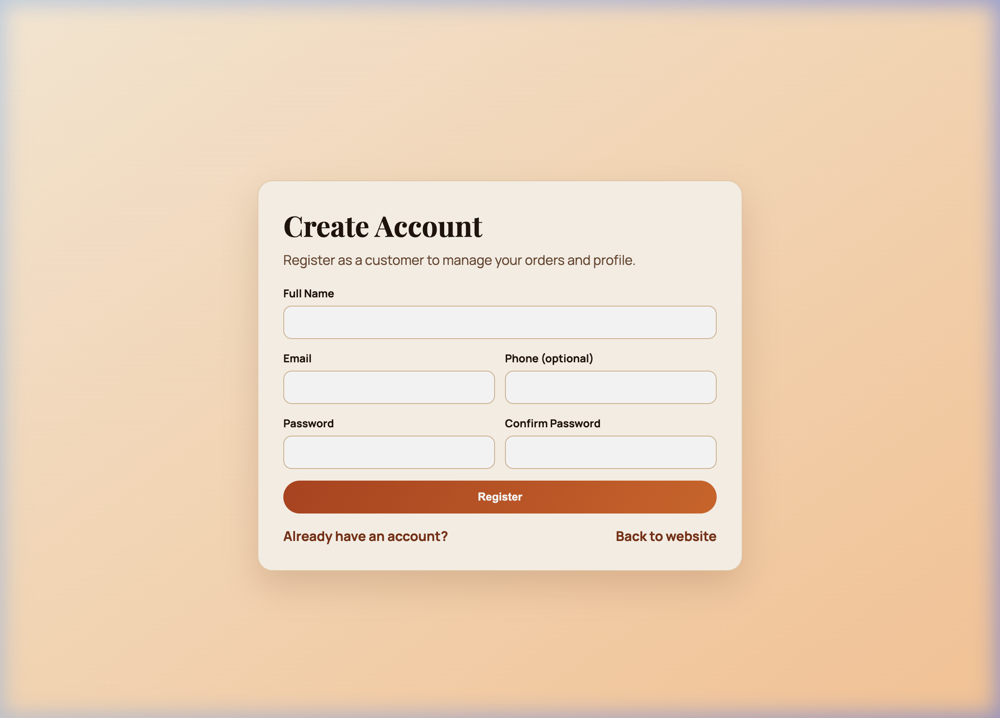 Create Account
Register as a customer to manage your orders and profile.
Full Name
Email
Phone (optional)
Password
Confirm Password
Register
Already have an account?
Back to website